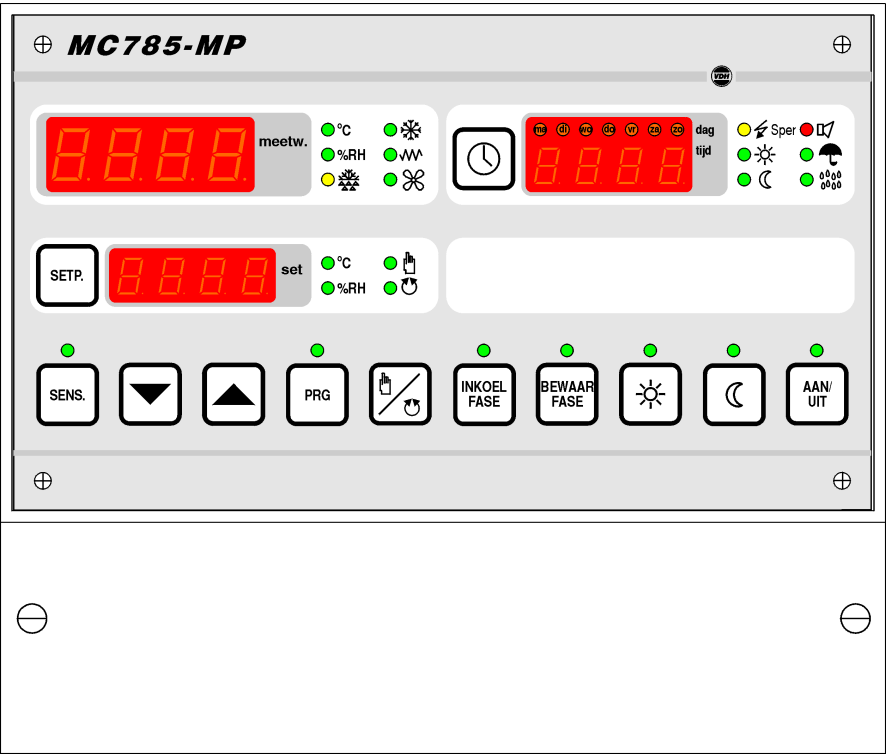 MC785-MP
VDH
meetw.
°C
%RH
ma di wo do vr za zo
dag
tijd
Sper
SETP.
set
°C
%RH
SENS.
PRG
INKOEL
FASE
BEWAAR
FASE
AAN/
UIT